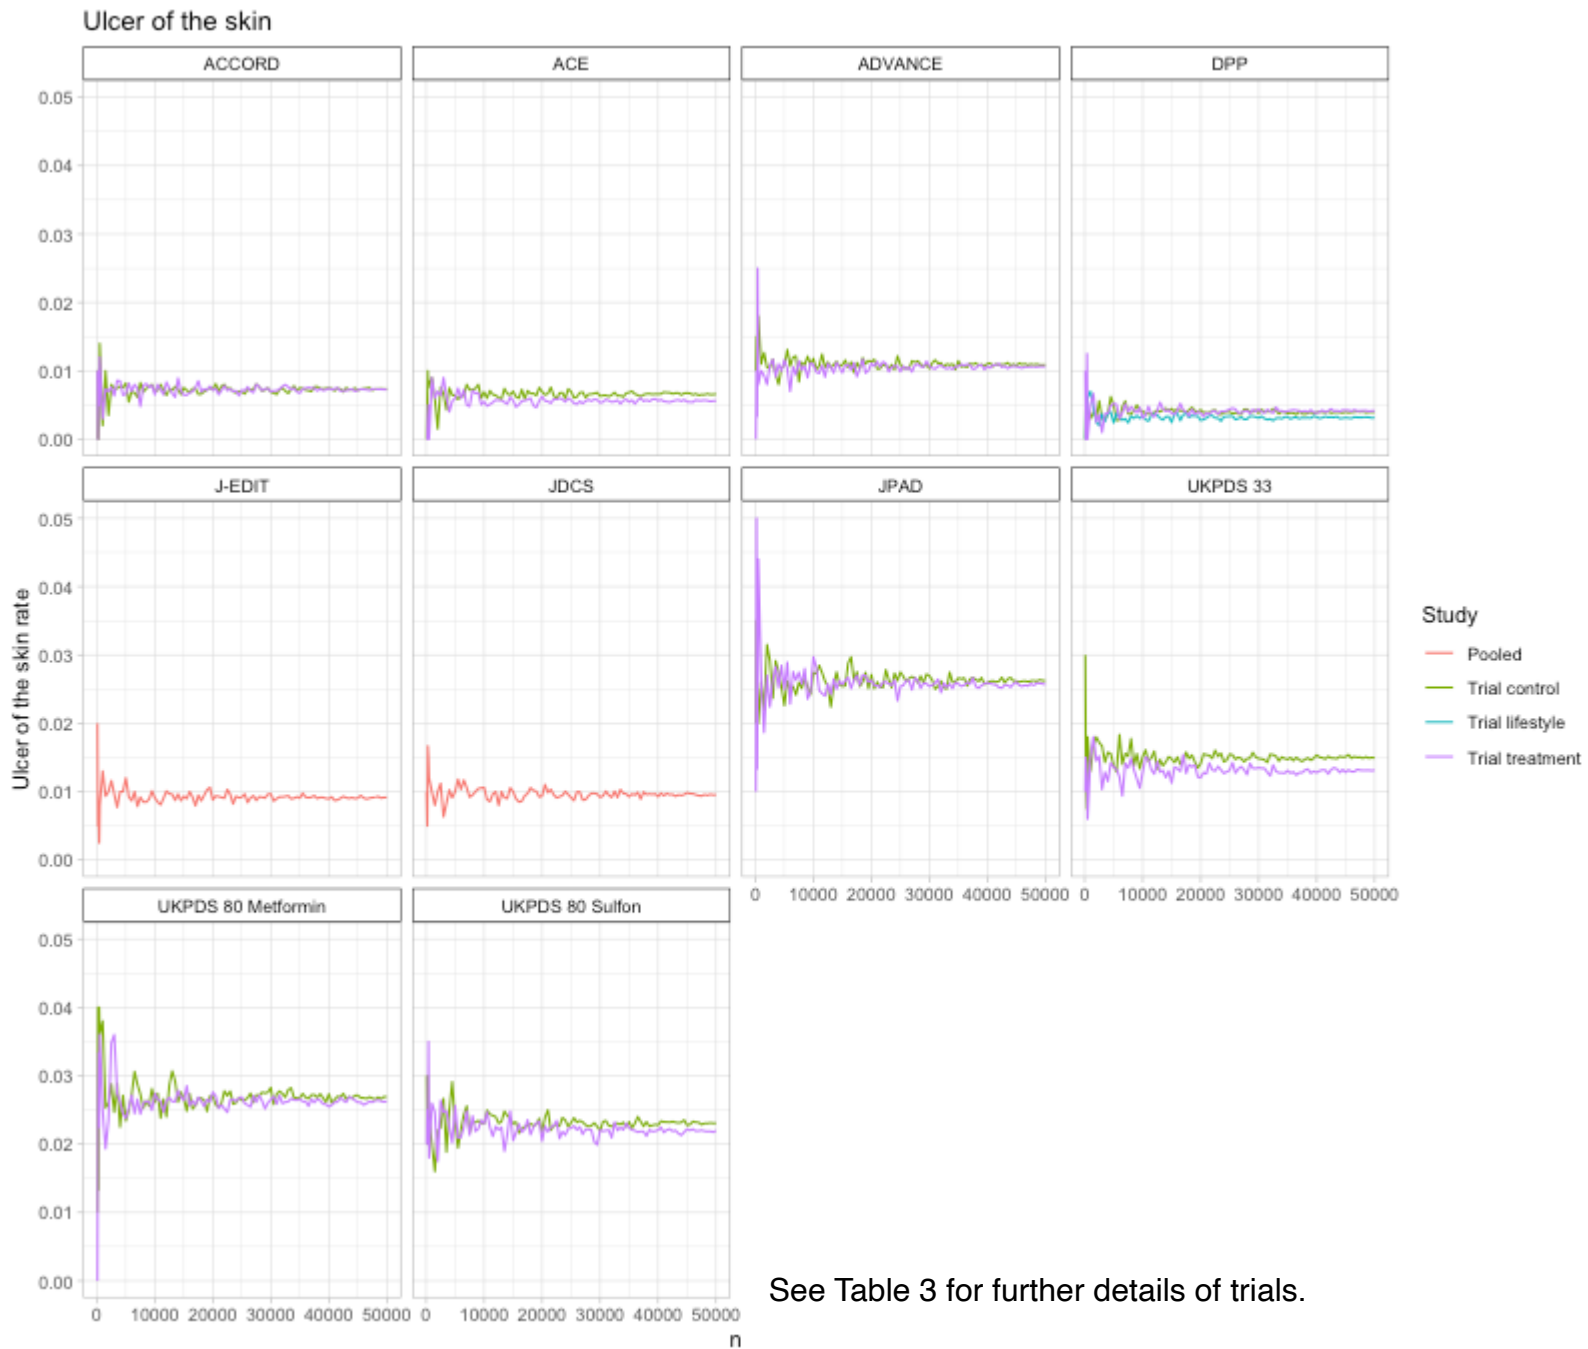 Ulcer of the skin
ACCORD
ACE
ADVANCE
DPP
0.05
0.04
0.03
0.02
0.01
0.00
J-EDIT
JDCS
JPAD
UKPDS 33
0.05
0.04
0.03
0.02
0.01
0.00
0 10000 20000 30000 40000 50000
0 10000 20000 30000 40000 50000
UKPDS 80 Metformin
UKPDS 80 Sulfon
0.05
0.04
0.03
0.02
0.01
0.00
0 10000 20000 30000 40000 50000
0 10000 20000 30000 40000 50000
Ulcer of the skin rate
n
Study
Pooled
Trial control
Trial lifestyle
Trial treatment
See Table 3 for further details of trials.